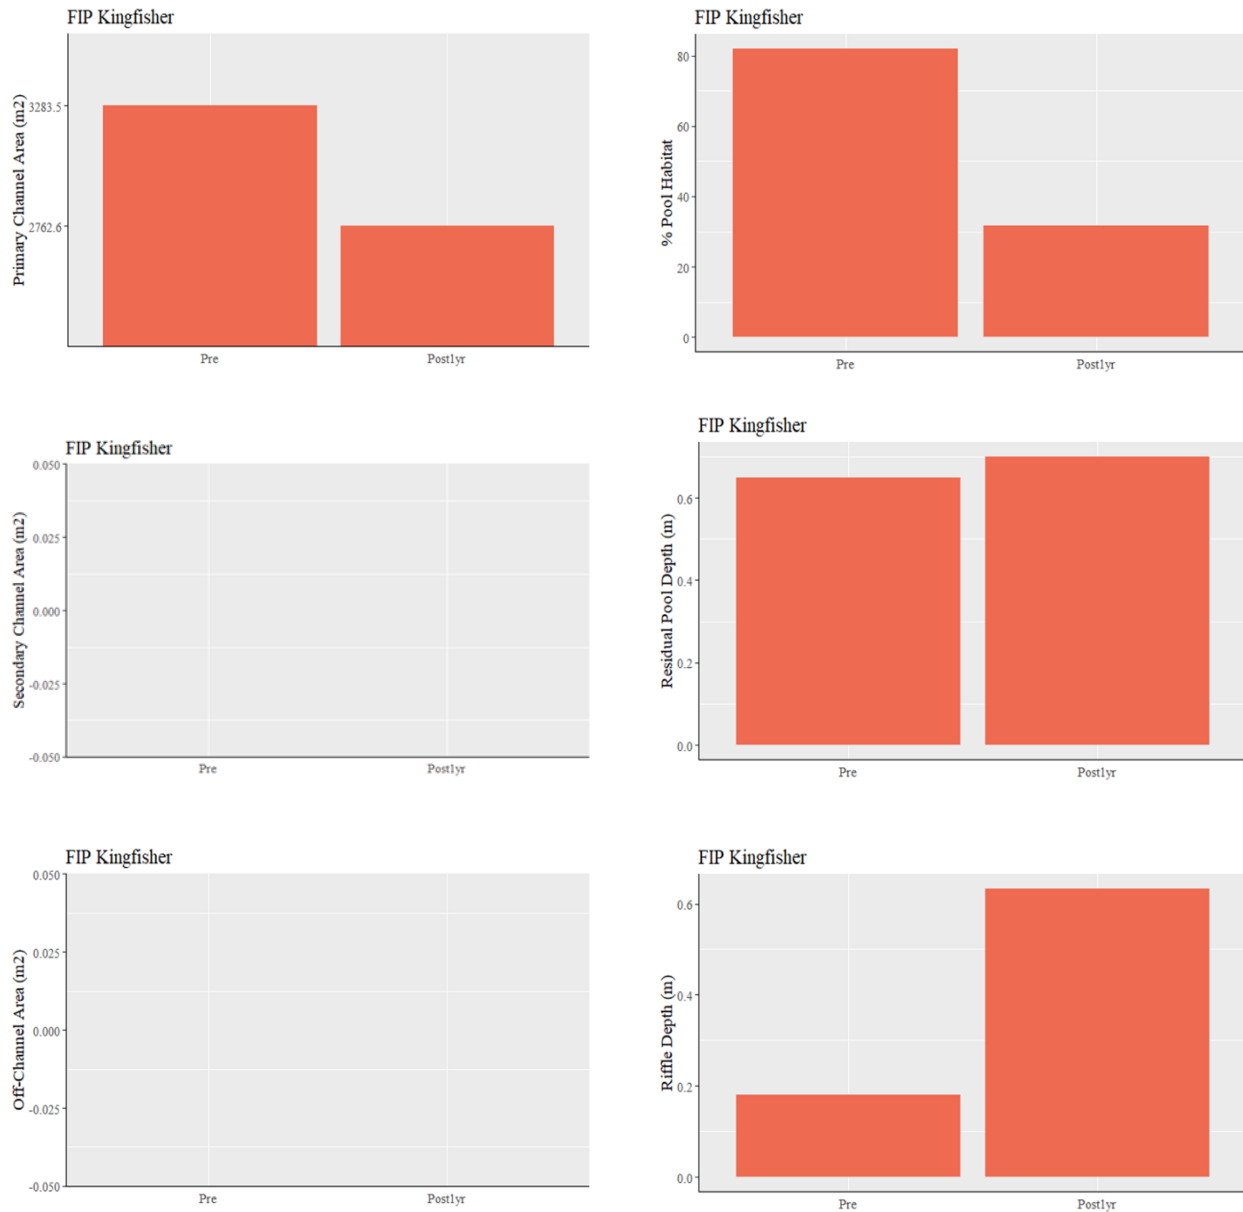 FIP Kingfisher
Primary Channel Area (m2)
3283.5
2762.6
Pre Post1yr
FIP Kingfisher
% Pool Habitat
80
60
40
20
0
Pre Post1yr
FIP Kingfisher
Secondary Channel Area (m2)
0.050
0.025
0.000
-0.025
-0.050
Pre Post1yr
FIP Kingfisher
Residual Pool Depth (m)
0.6
0.4
0.2
0.0
Pre Post1yr
FIP Kingfisher
Off-Channel Area (m2)
0.050
0.025
0.000
-0.025
-0.050
Pre Post1yr
FIP Kingfisher
Riffle Depth (m)
0.6
0.4
0.2
0.0
Pre Post1yr